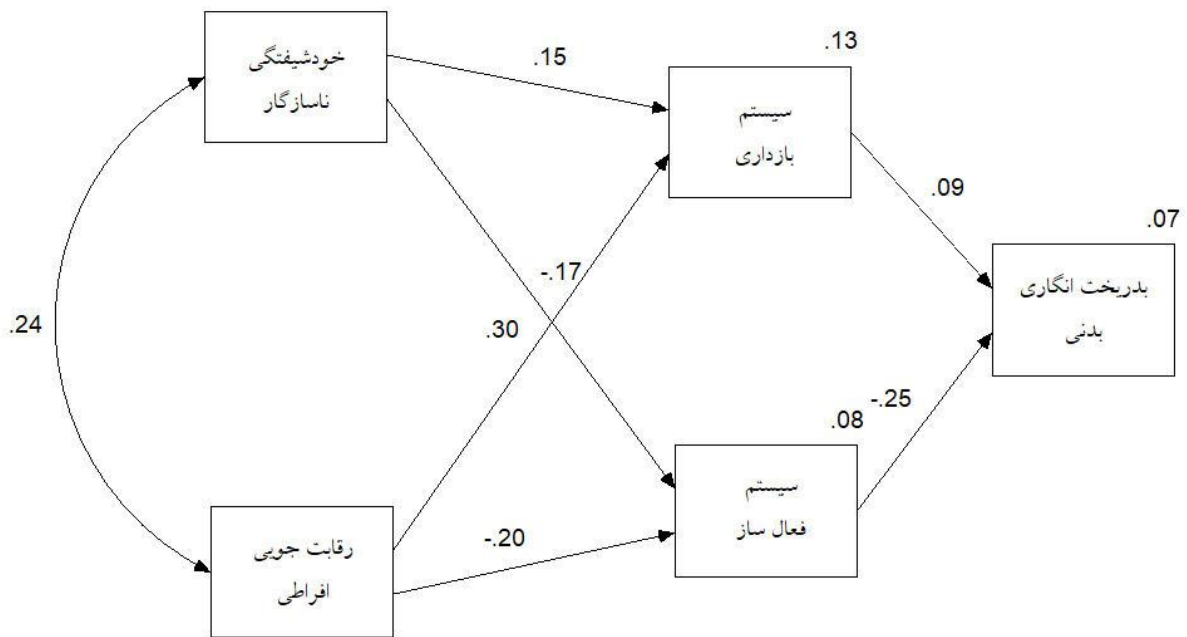 خودشیفتگی
ناسازگار
.15
.13
سیستم
بازداری
.09
.07
بدریخت انگاری
بدنی
-.17
.24
.30
.08
-.25
سیستم
فعال ساز
-.20
رقابت جویی
افراطی